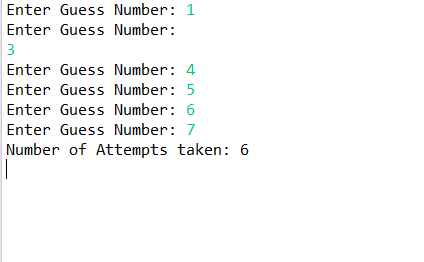 Enter Guess Number: 1
Enter Guess Number:
3
Enter Guess Number: 4
Enter Guess Number: 5
Enter Guess Number: 6
Enter Guess Number: 7
Number of Attempts taken: 6